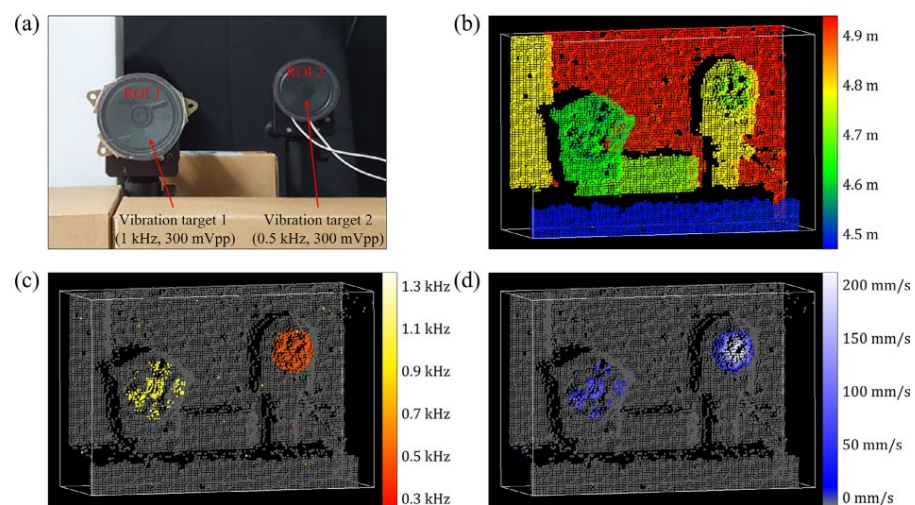 (a)
ROI 1
ROI 2
Vibration target 1
(1 kHz, 300 mVpp)
Vibration target 2
(0.5 kHz, 300 mVpp)
(b)
4.9 m
4.8 m
4.7 m
4.6 m
4.5 m
(c)
1.3 kHz
1.1 kHz
0.9 kHz
0.7 kHz
0.5 kHz
0.3 kHz
(d)
200 mm/s
150 mm/s
100 mm/s
50 mm/s
0 mm/s